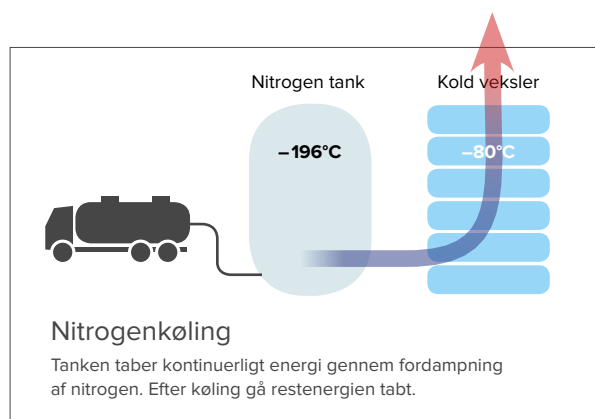 Nitrogen tank
Kold veksler
–196°C
–80°C
Nitrogenkøling
Tanken taber kontinuerligt energi gennem fordampning
af nitrogen. Efter køling gå restenergien tabt.